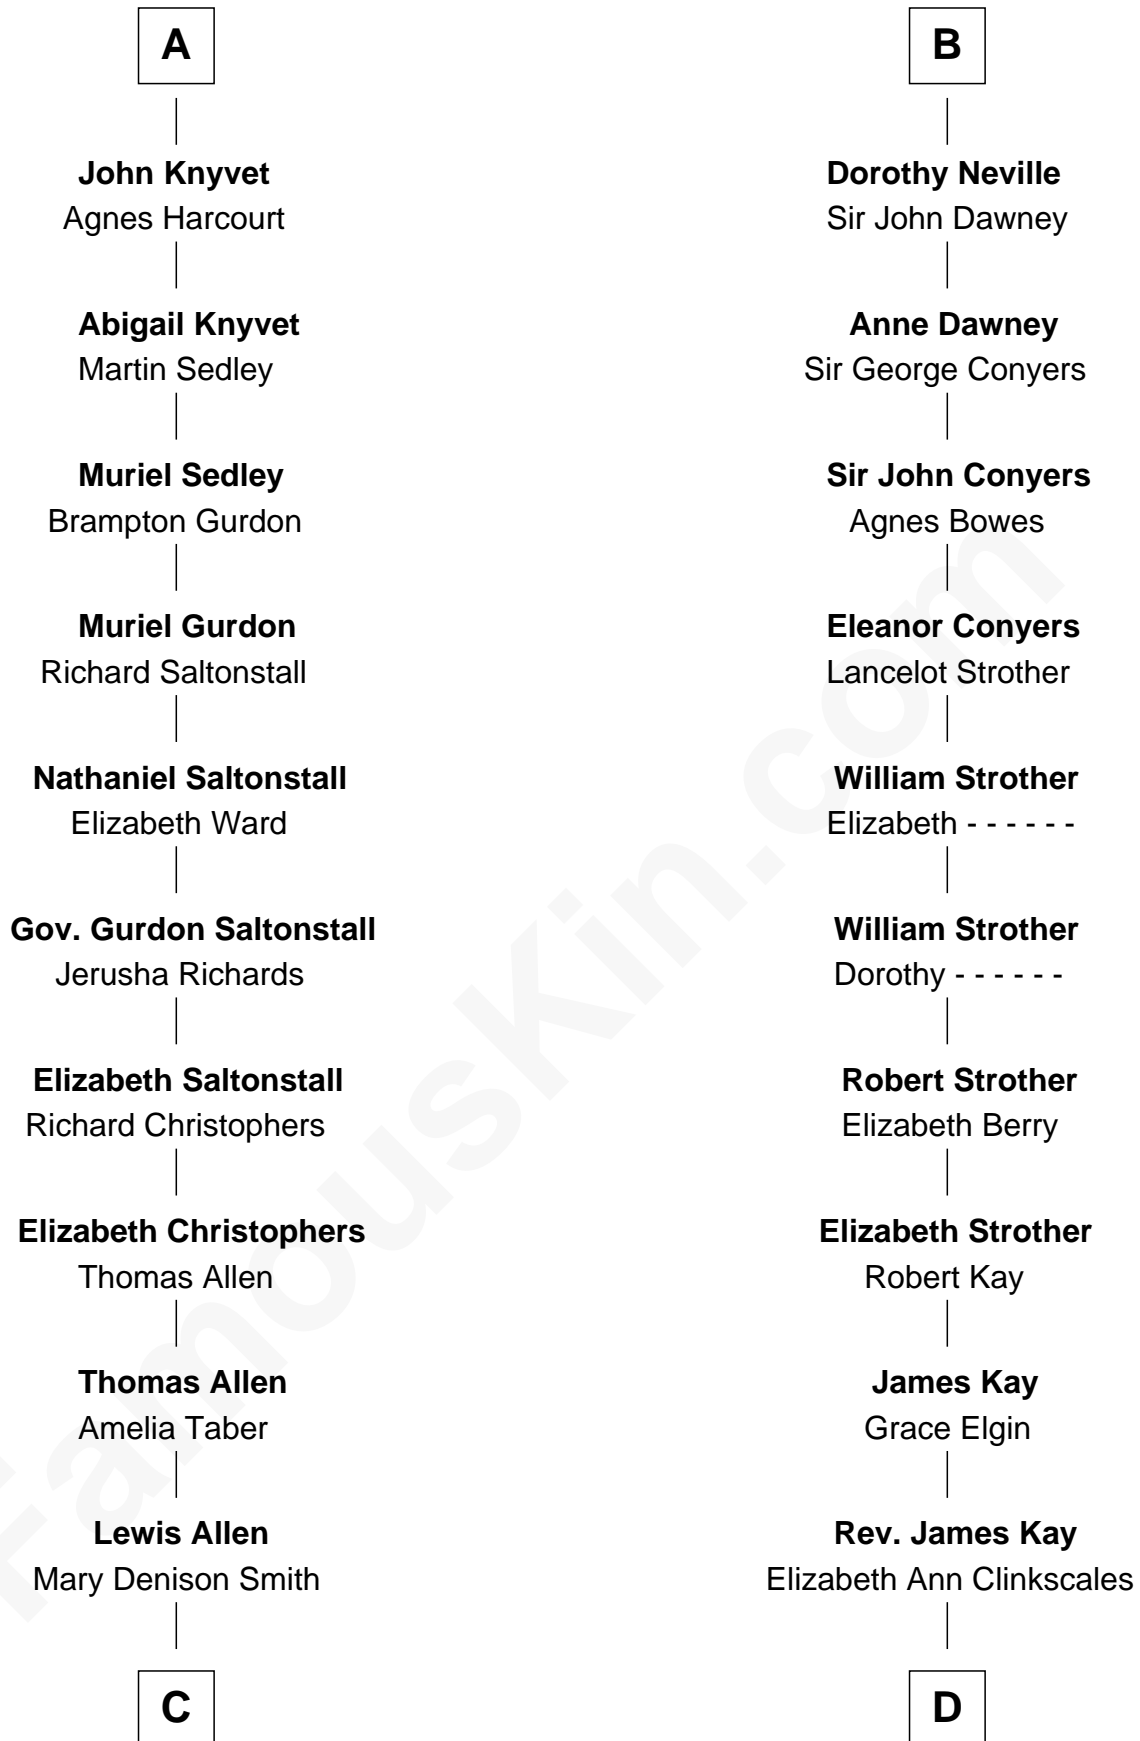 A
John Knyvet
Agnes Harcourt
Abigail Knyvet
Martin Sedley
Muriel Sedley
Brampton Gurdon
Muriel Gurdon
Richard Saltonstall
Nathaniel Saltonstall
Elizabeth Ward
Gov. Gurdon Saltonstall
Jerusha Richards
Elizabeth Saltonstall
Richard Christophers
Elizabeth Christophers
Thomas Allen
Thomas Allen
Amelia Taber
Lewis Allen
Mary Denison Smith
C
B
Dorothy Neville
Sir John Dawney
Anne Dawney
Sir George Conyers
Sir John Conyers
Agnes Bowes
Eleanor Conyers
Lancelot Strother
William Strother
Elizabeth - - - - - -
William Strother
Dorothy - - - - - -
Robert Strother
Elizabeth Berry
Elizabeth Strother
Robert Kay
James Kay
Grace Elgin
Rev. James Kay
Elizabeth Ann Clinkscales
D
FamousKin.com